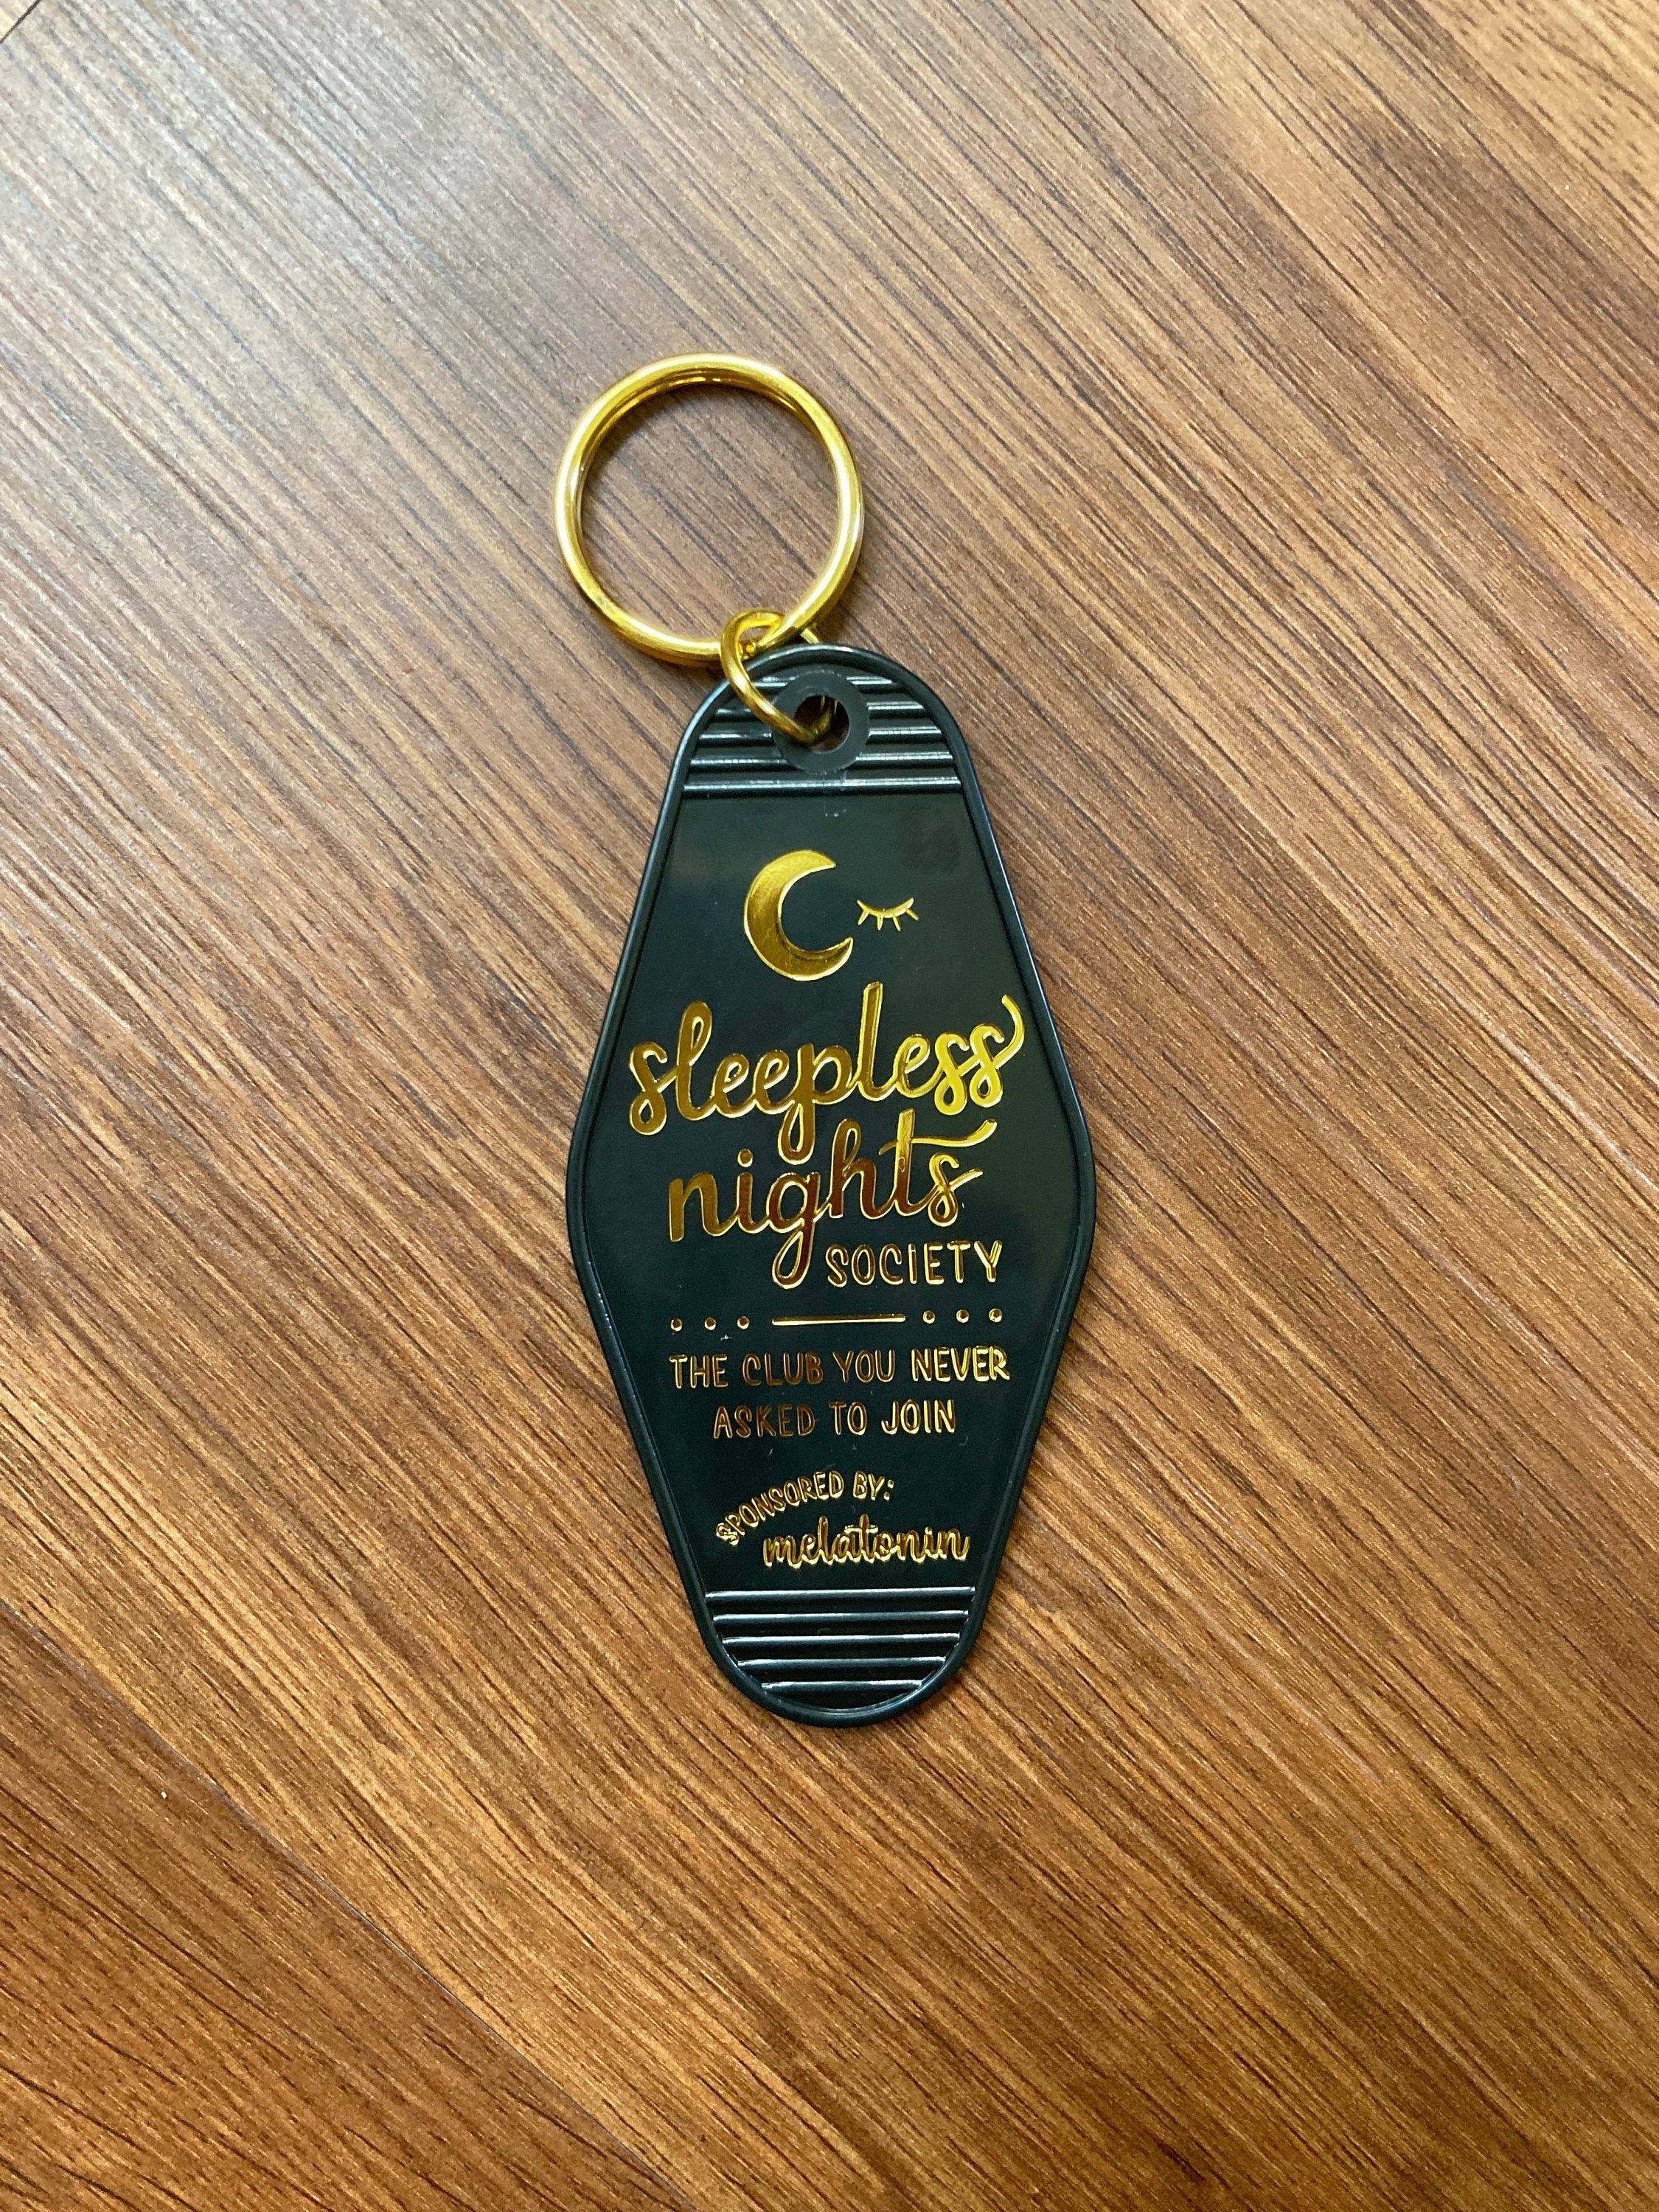 sleepless
nights
SOCIETY
THE CLUB YOU NEVER
ASKED TO JOIN
SPONSORED BY:
melatonin